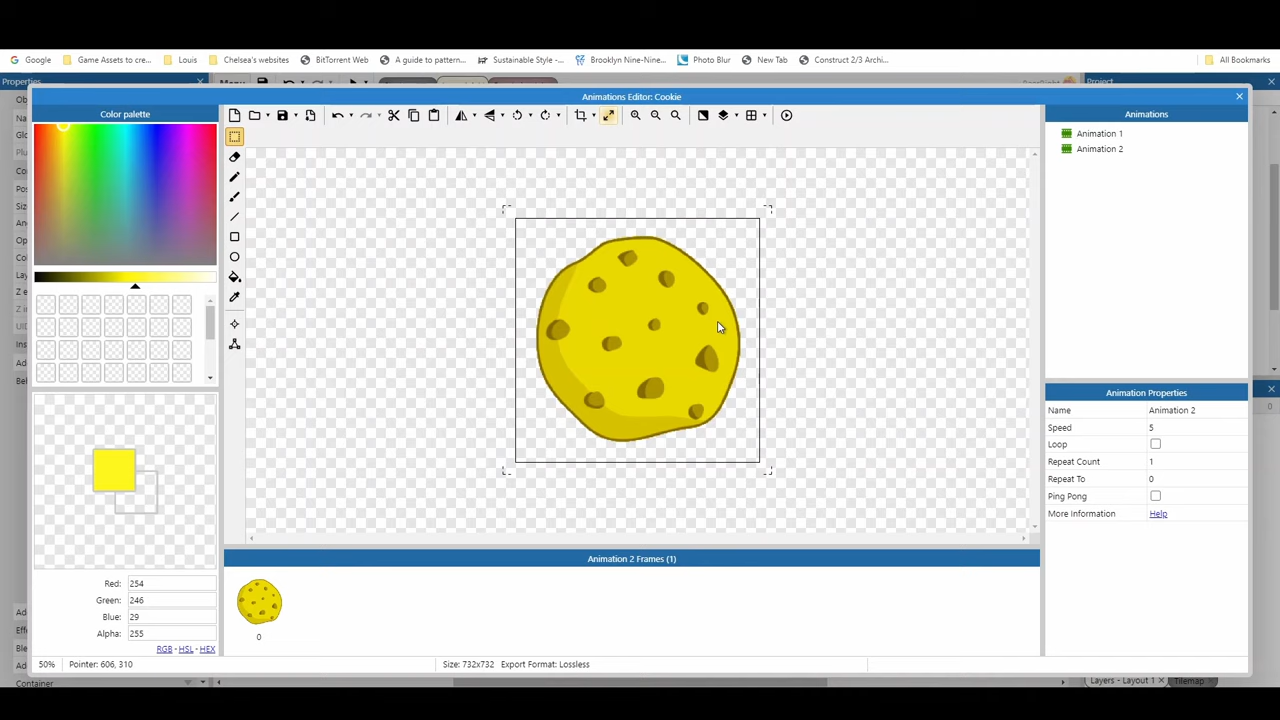 Google
Game Assets to cre...
Louis
Chelsea's websites
BitTorrent Web
A guide to pattern...
Sustainable Style -...
Brooklyn Nine-Nine...
Photo Blur
New Tab
Construct 2/3 Archi...
All Bookmarks
Properties
Menu
Project
Animations Editor: Cookie
Color palette
Animations
Animation 1
Animation 2
Animation Properties
Name Animation 2
Speed 5
Loop
Repeat Count 1
Repeat To 0
Ping Pong
More Information Help
Animation 2 Frames (1)
0
Red: 254
Green: 246
Blue: 29
Alpha: 255
RGB - HSL - HEX
50% Pointer: 606, 310
Size: 732x732 Export Format: Lossless
Container
Layers - Layout 1
Tilemap